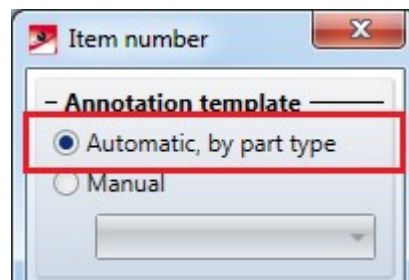 Item number
Annotation template
Automatic, by part type
Manual